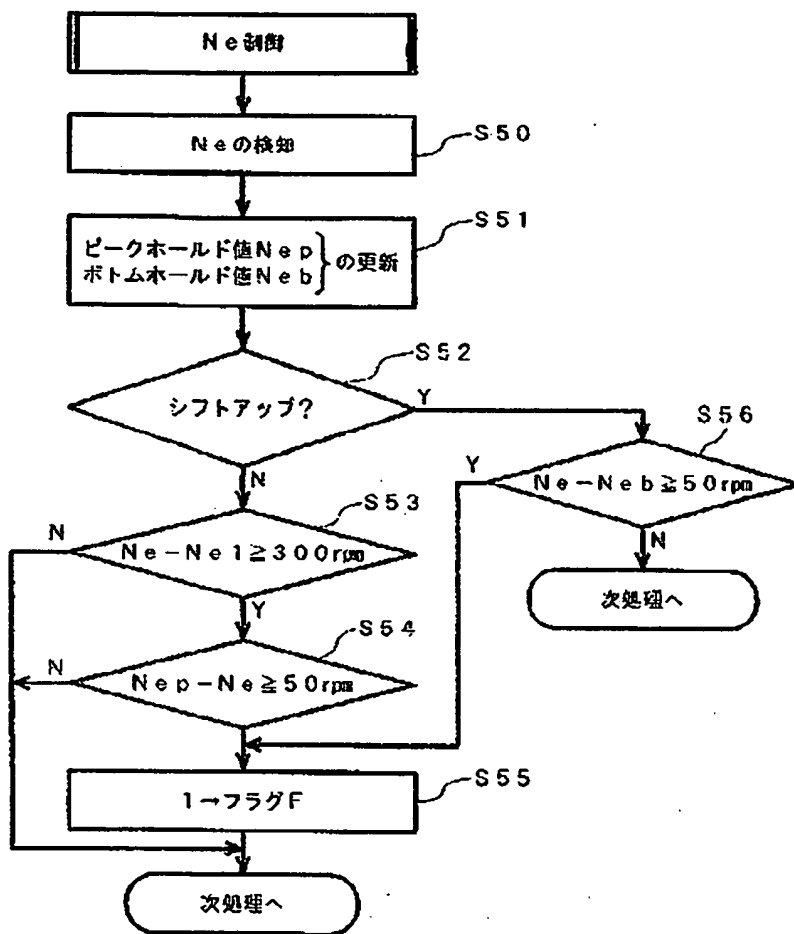 Ne制御
Neの検知
S50
ピークホールド値Nep
ボトムホールド値Neb
}の更新
S51
シフトアップ?
S52
Y
N
Ne-Neb≧50rpm
S56
Y
N
次処理へ
Ne-Ne1≧300rpm
S53
N
Y
Nep-Ne≧50rpm
S54
N
1→フラグF
S55
次処理へ